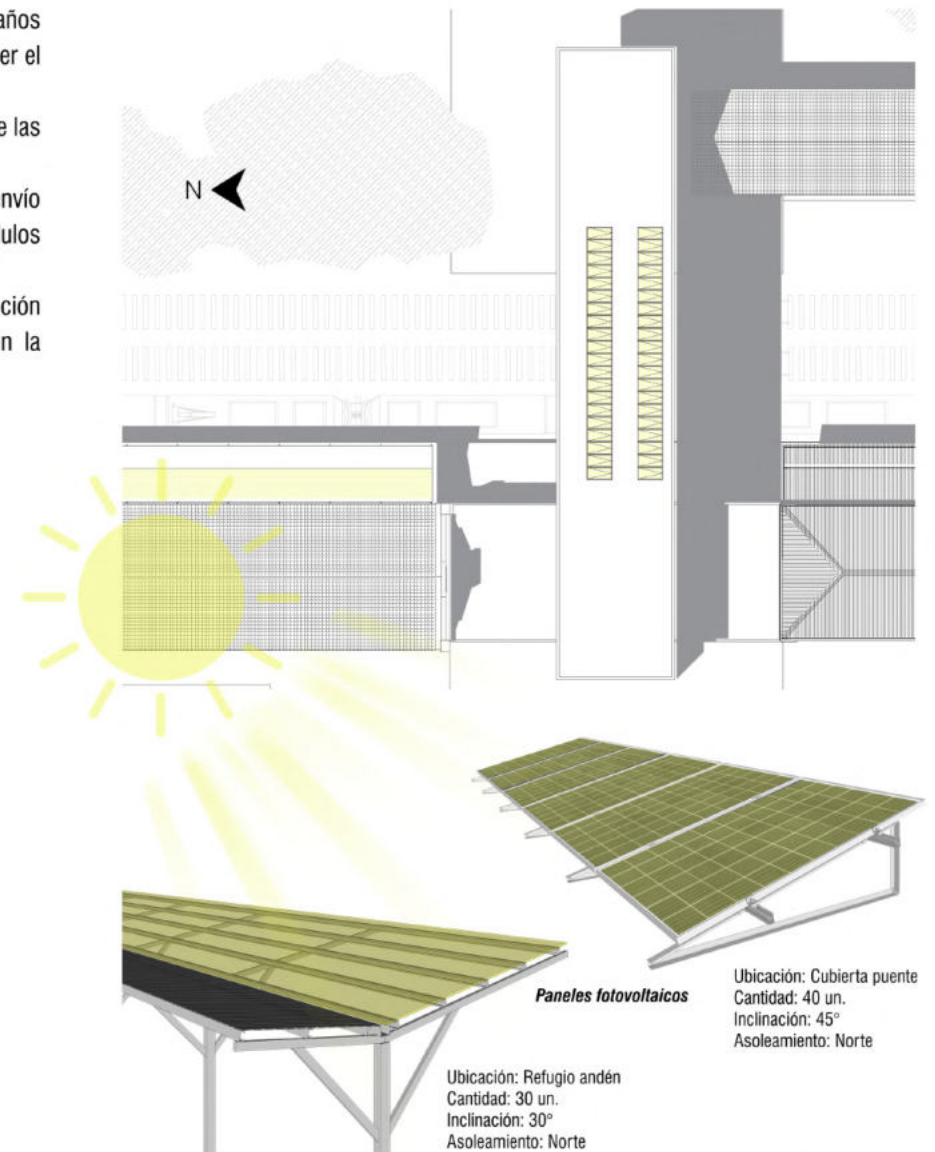 años
er el
e las
envío
ulos
ción
n la
N
Paneles fotovoltaicos
Ubicación: Cubierta puente
Cantidad: 40 un.
Inclinación: 45°
Asoleamiento: Norte
Ubicación: Refugio andén
Cantidad: 30 un.
Inclinación: 30°
Asoleamiento: Norte